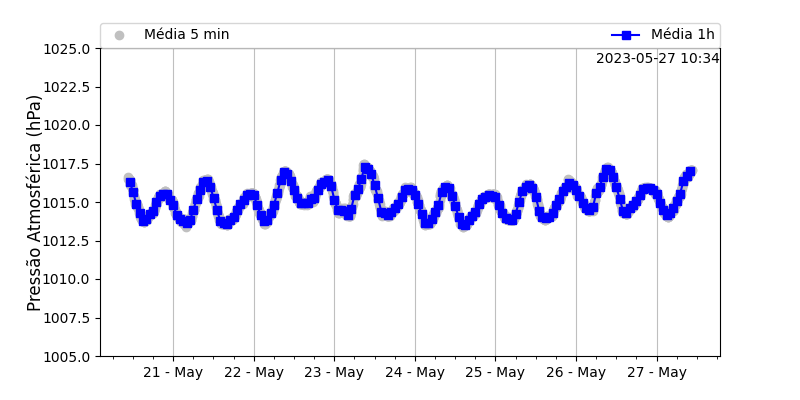 Média 5 min
Média 1h
2023-05-27 10:34
Pressão Atmosférica (hPa)
1025.0
1022.5
1020.0
1017.5
1015.0
1012.5
1010.0
1007.5
1005.0
21 - May
22 - May
23 - May
24 - May
25 - May
26 - May
27 - May